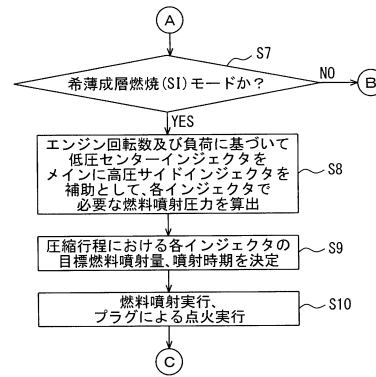 A
S7
希薄成層燃焼(SI)モードか?
NO
B
YES
エンジン回転数及び負荷に基づいて
低圧センターインジェクタを
メインに高圧サイドインジェクタを
補助として、各インジェクタで
必要な燃料噴射圧力を算出
S8
圧縮行程における各インジェクタの
目標燃料噴射量、噴射時期を決定
S9
燃料噴射実行、
プラグによる点火実行
S10
C